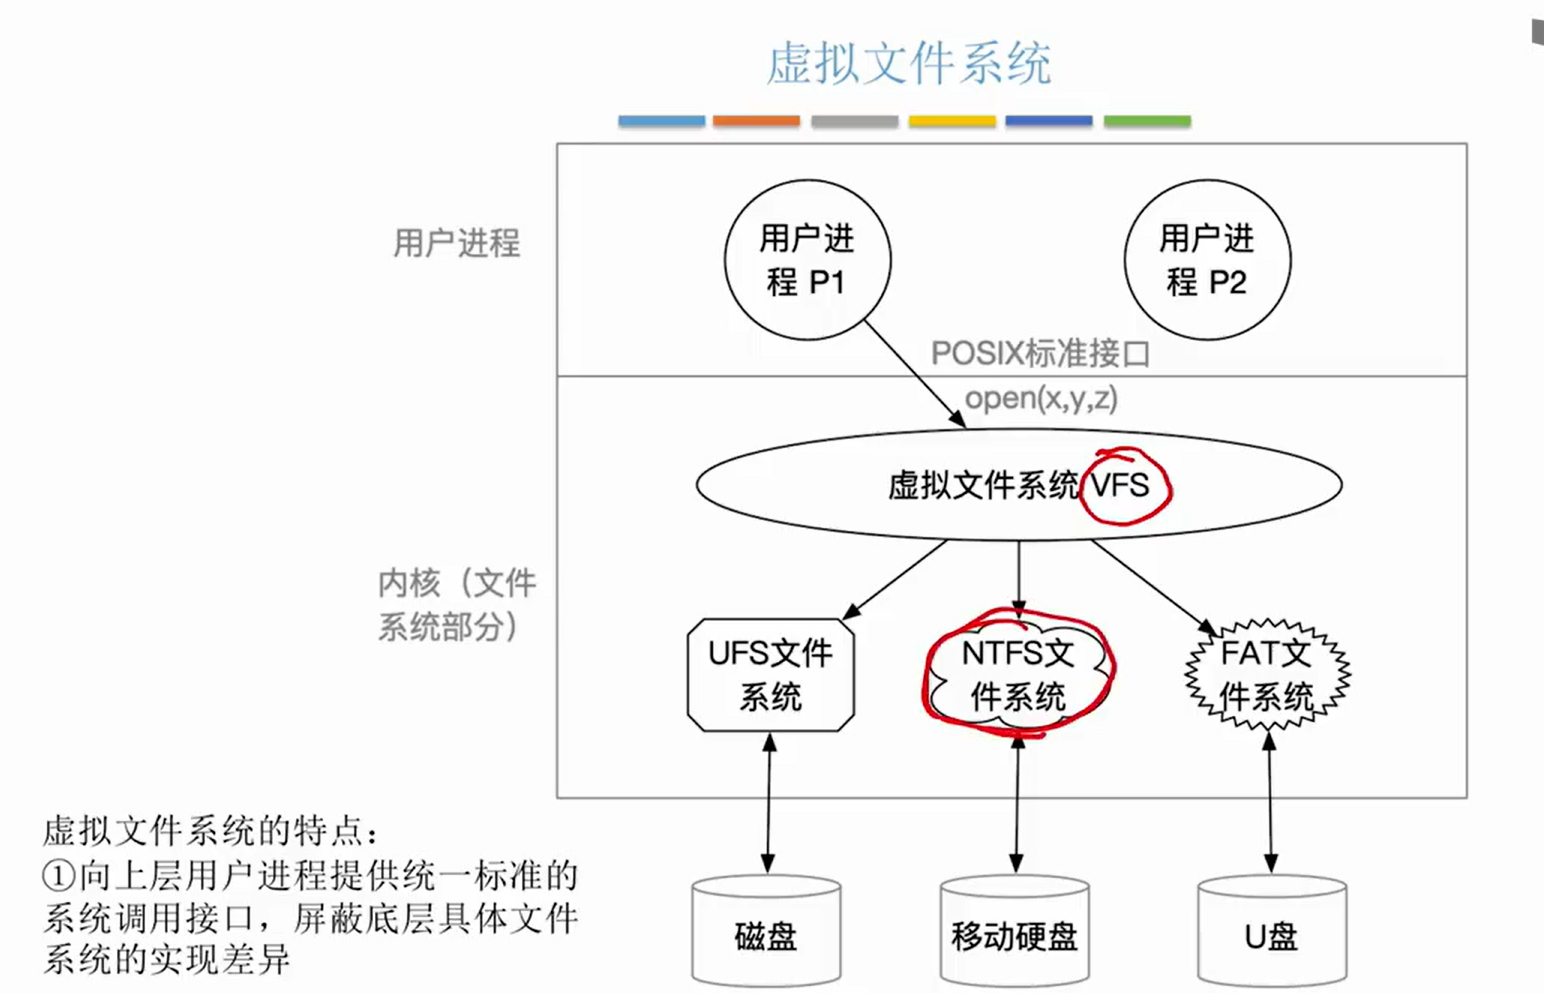 虚拟文件系统
用户进程
用户进
程 P1
用户进
程 P2
POSIX标准接口
open(x,y,z)
虚拟文件系统 VFS
内核（文件
系统部分）
UFS文件
系统
NTFS文
件系统
FAT文
件系统
虚拟文件系统的特点：
①向上层用户进程提供统一标准的
系统调用接口，屏蔽底层具体文件
系统的实现差异
磁盘
移动硬盘
U盘